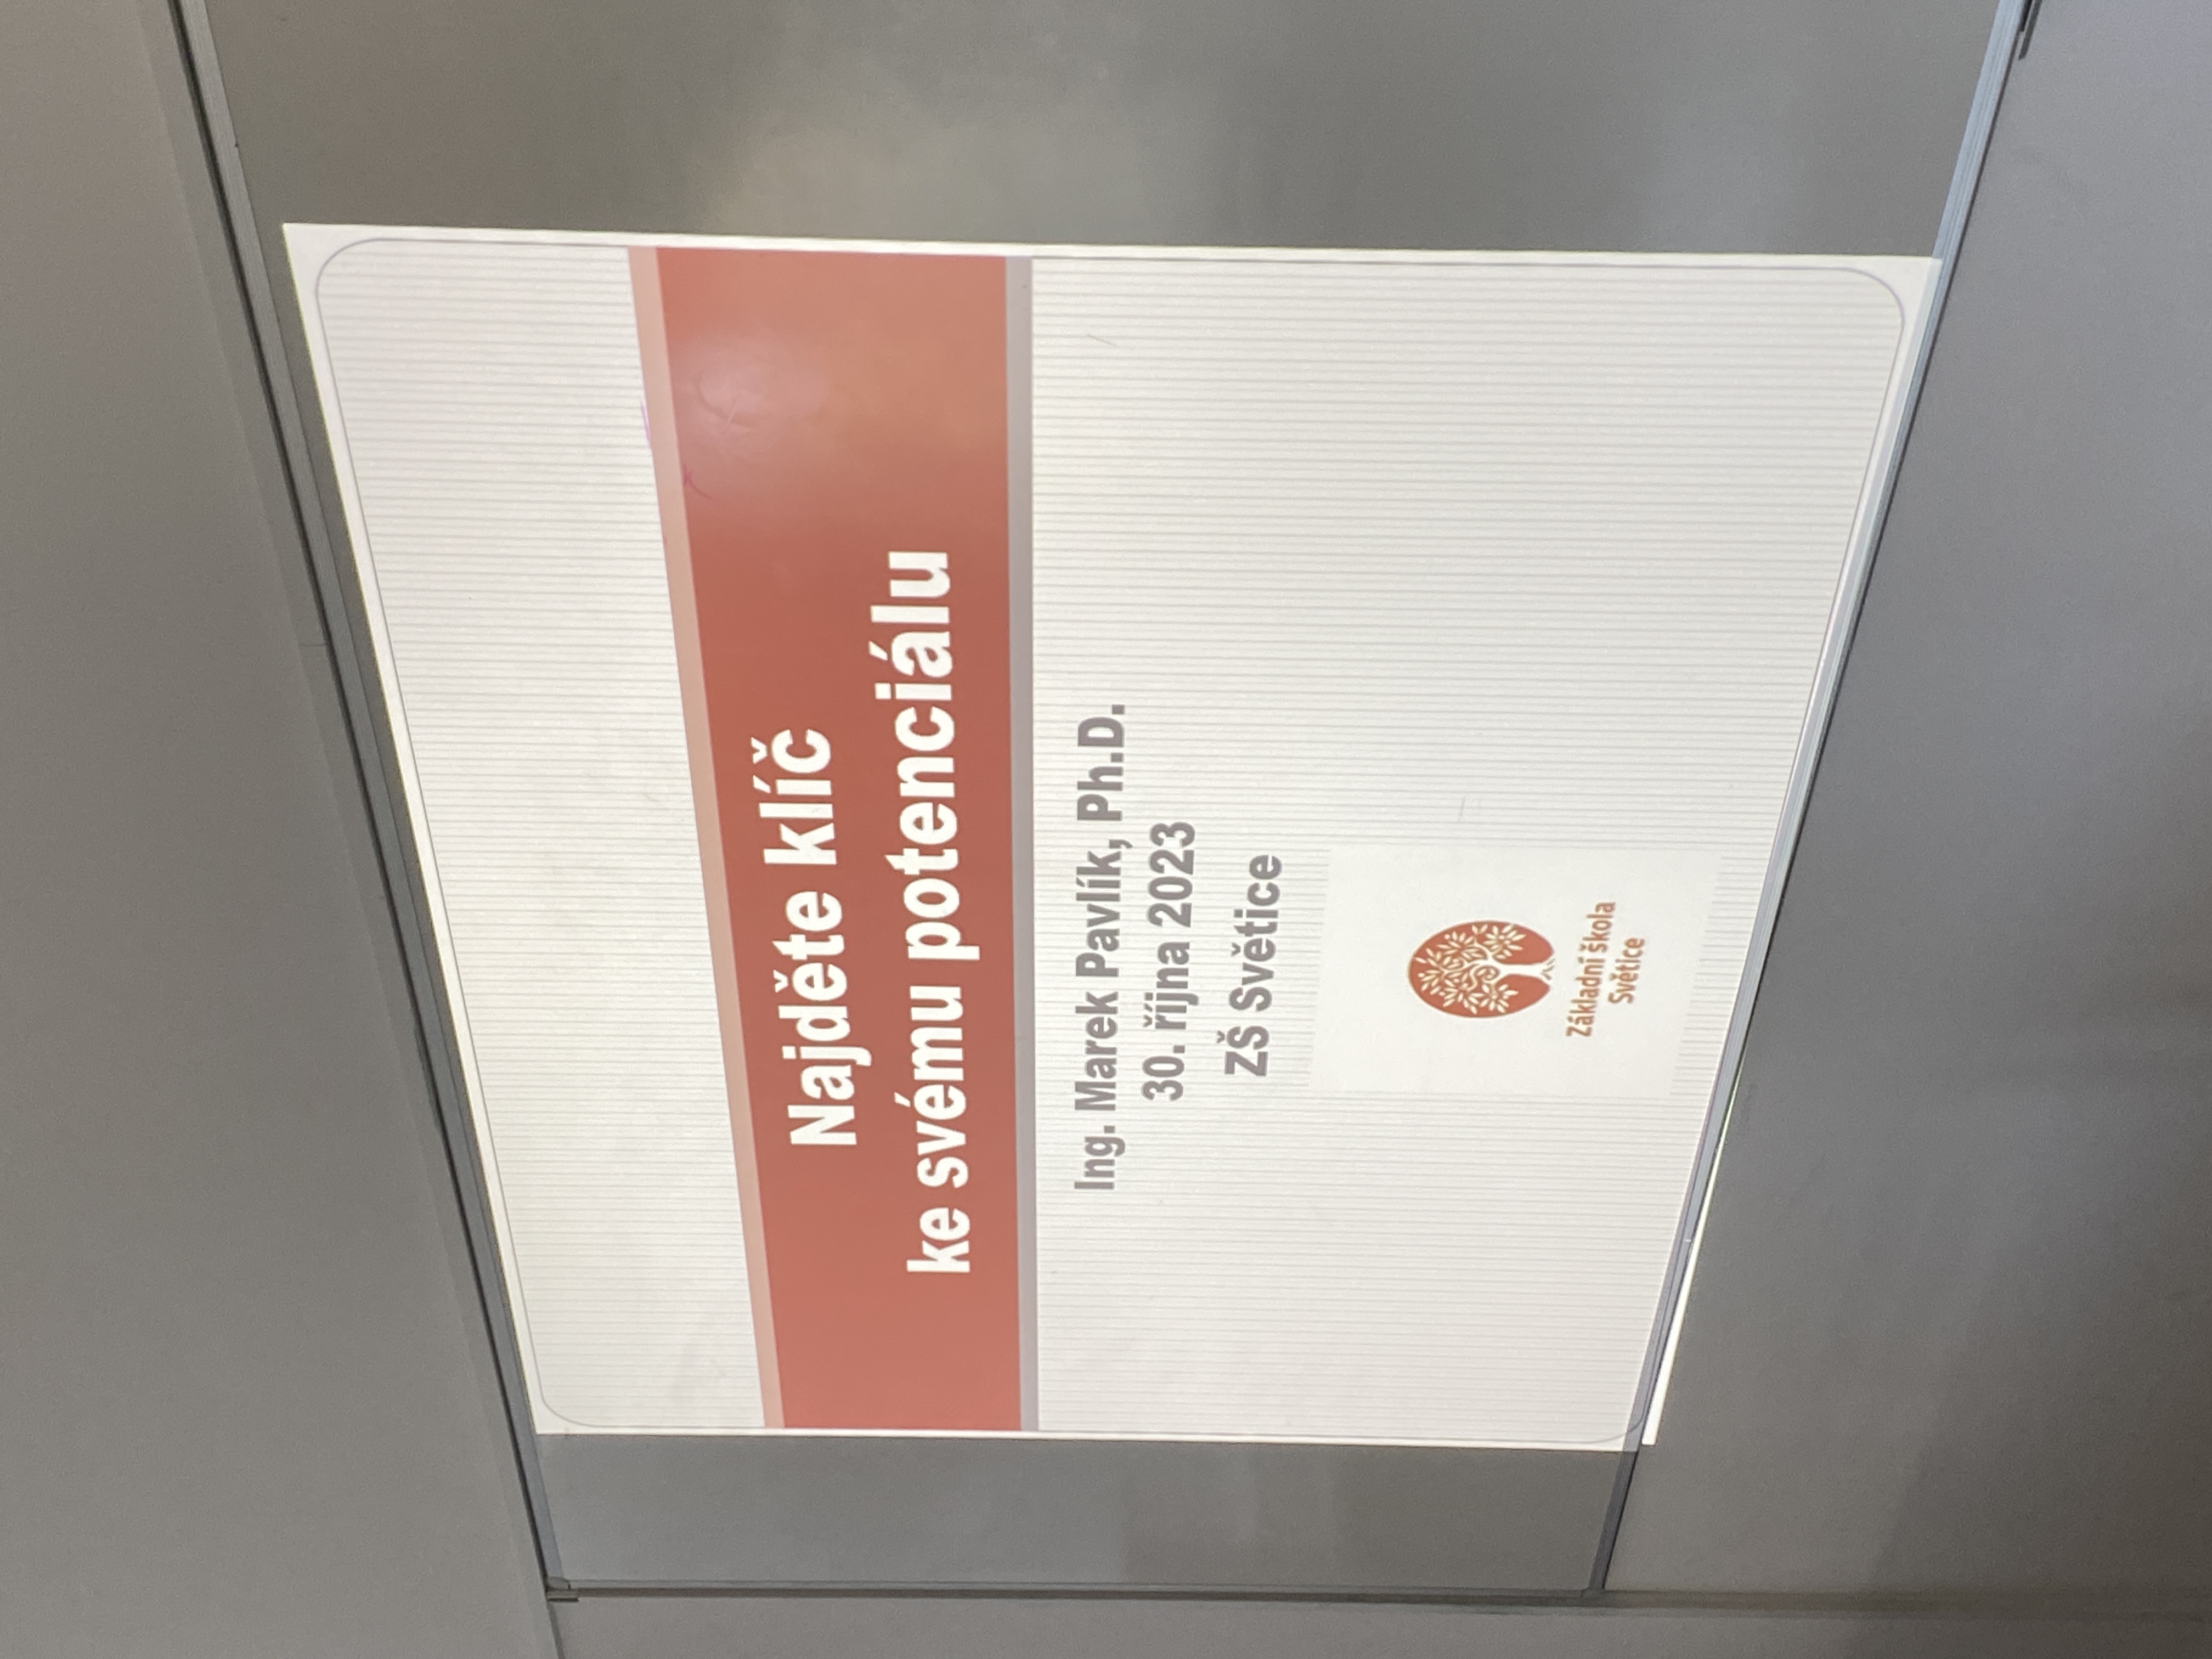 Najděte klíč
ke svému potenciálu
Ing. Marek Pavlík, Ph.D.
30. října 2023
ZŠ Světice
Základní škola
Světice